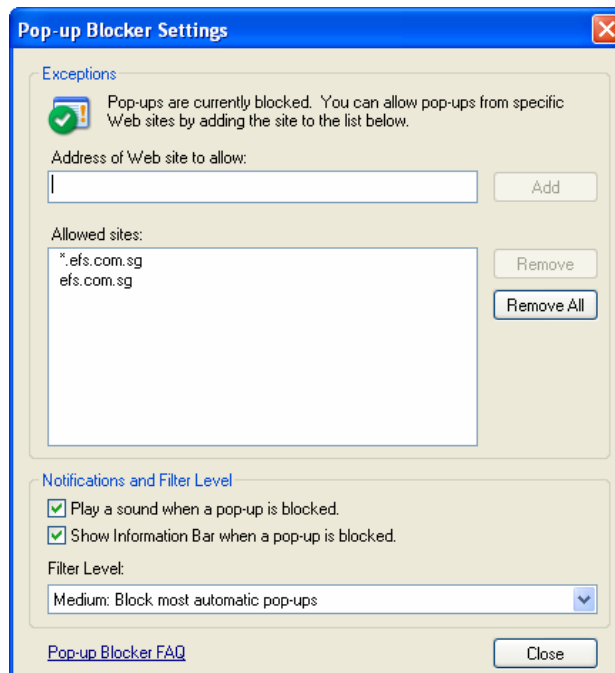 Pop-up Blocker Settings
Exceptions
Pop-ups are currently blocked. You can allow pop-ups from specific
Web sites by adding the site to the list below.
Address of Web site to allow:
Add
Allowed sites:
*.efs.com.sg
efs.com.sg
Remove
Remove All
Notifications and Filter Level
Play a sound when a pop-up is blocked.
Show Information Bar when a pop-up is blocked.
Filter Level:
Medium: Block most automatic pop-ups
Pop-up Blocker FAQ
Close